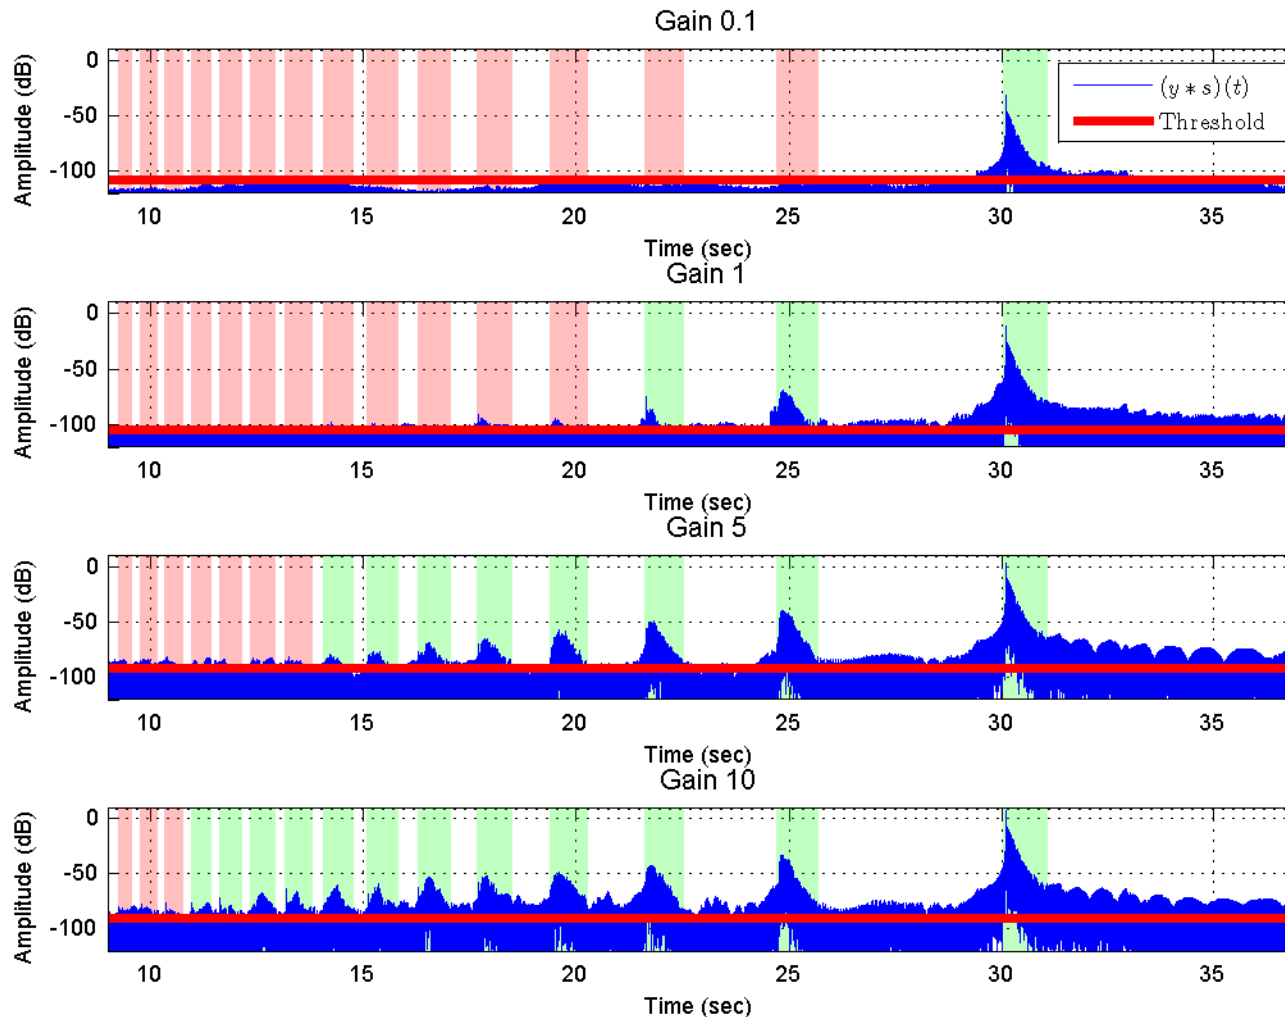 Gain 0.1
0
-50
-100
Amplitude (dB)
(y * s)(t)
Threshold
10 15 20 25 30 35
Time (sec)
Gain 1
0
-50
-100
Amplitude (dB)
10 15 20 25 30 35
Time (sec)
Gain 5
0
-50
-100
Amplitude (dB)
10 15 20 25 30 35
Time (sec)
Gain 10
0
-50
-100
Amplitude (dB)
10 15 20 25 30 35
Time (sec)